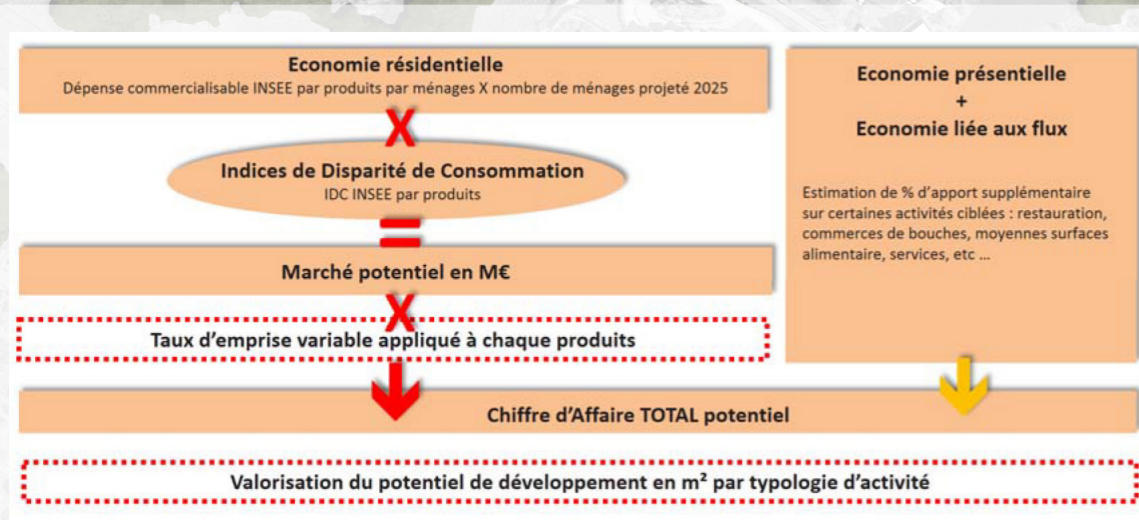 Economie résidentielle
Dépense commercialisable INSEE par produits par ménages X nombre de ménages projeté 2025
X
Indices de Disparité de Consommation
IDC INSEE par produits
=
Marché potentiel en M€
X
Taux d'emprise variable appliqué à chaque produits
Economie présentielle
+
Economie liée aux flux
Estimation de % d'apport supplémentaire
sur certaines activités ciblées : restauration,
commerces de bouches, moyennes surfaces
alimentaire, services, etc ...
Chiffre d'Affaire TOTAL potentiel
Valorisation du potentiel de développement en m² par typologie d'activité